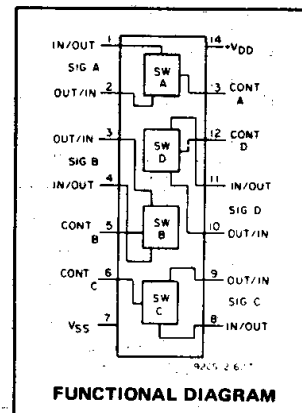 IN/OUT 1 14 +VDD
SIG A
SW A
OUT/IN 2 13 CONT A
OUT/IN 3 12 CONT D
SIG B
SW D
IN/OUT 4 11 IN/OUT
SIG D
SW B
CONT B 5 10 OUT/IN
CONT C 6 9 OUT/IN
SIG C
SW C
VSS 7 8 IN/OUT
FUNCTIONAL DIAGRAM